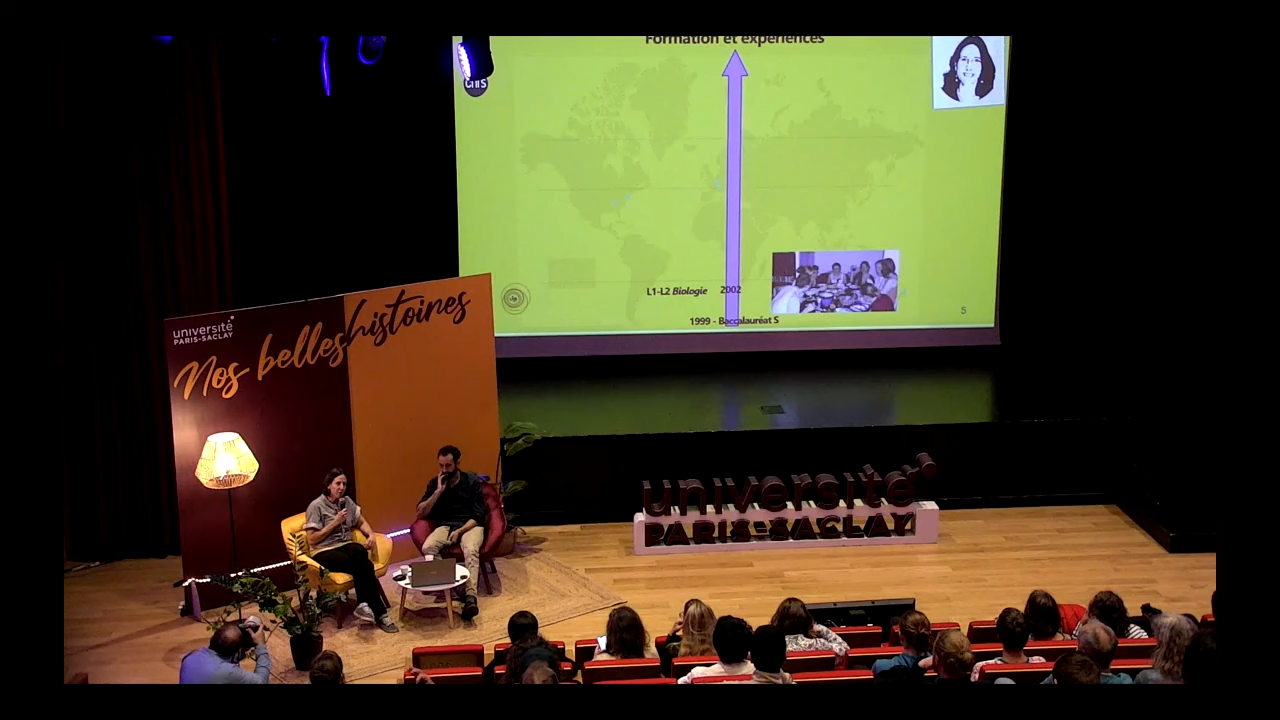 Formation et expériences
cnrs
L1-L2 Biologie 2002
1999 - Baccalauréat S
5
université
PARIS-SACLAY
Nos belles histoires
université
PARIS-SACLAY